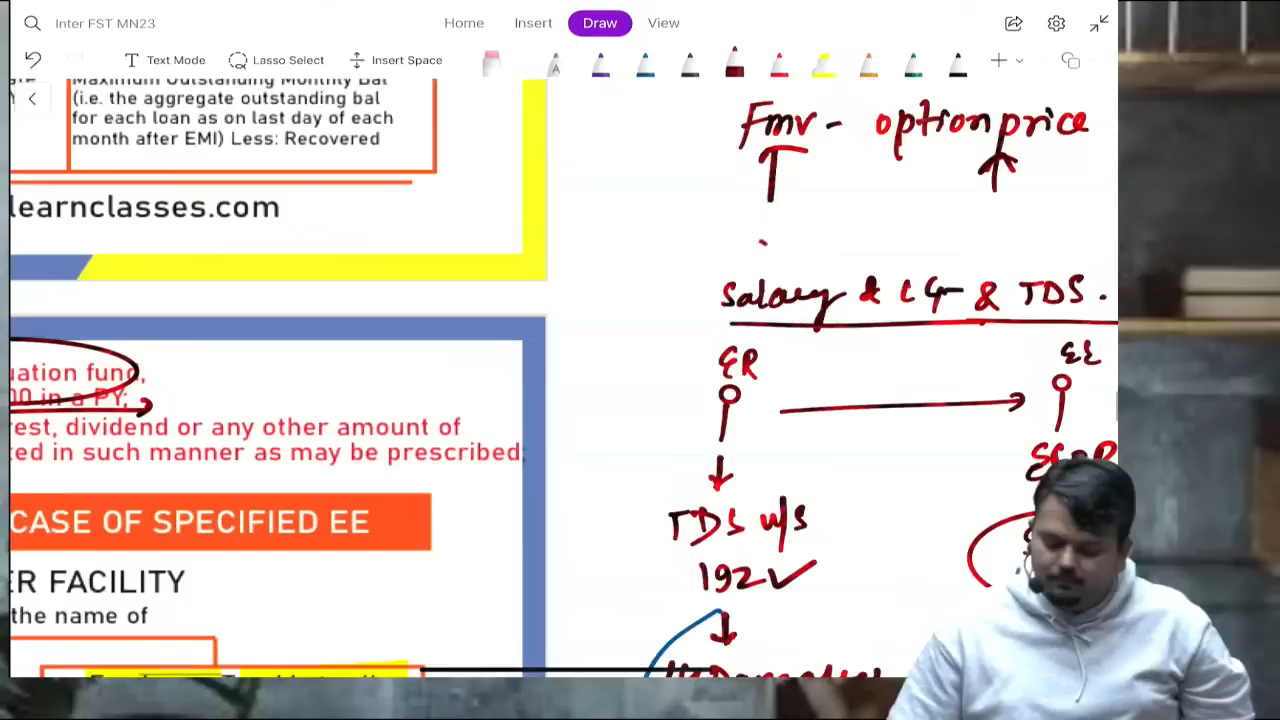 Inter FST MN23
Home
Insert
Draw
View
Text Mode
Lasso Select
Insert Space
A
Maximum Outstanding Monthly Bal
(i.e. the aggregate outstanding bal
for each loan as on last day of each
month after EMI) Less: Recovered
learnclasses.com
uation fund,
00 in a PY;
rest, dividend or any other amount of
ted in such manner as may be prescribed;
CASE OF SPECIFIED EE
ER FACILITY
the name of
Fmv - option price
Salary & CG & TDS.
ER
EE
TDS u/s
192 ✓